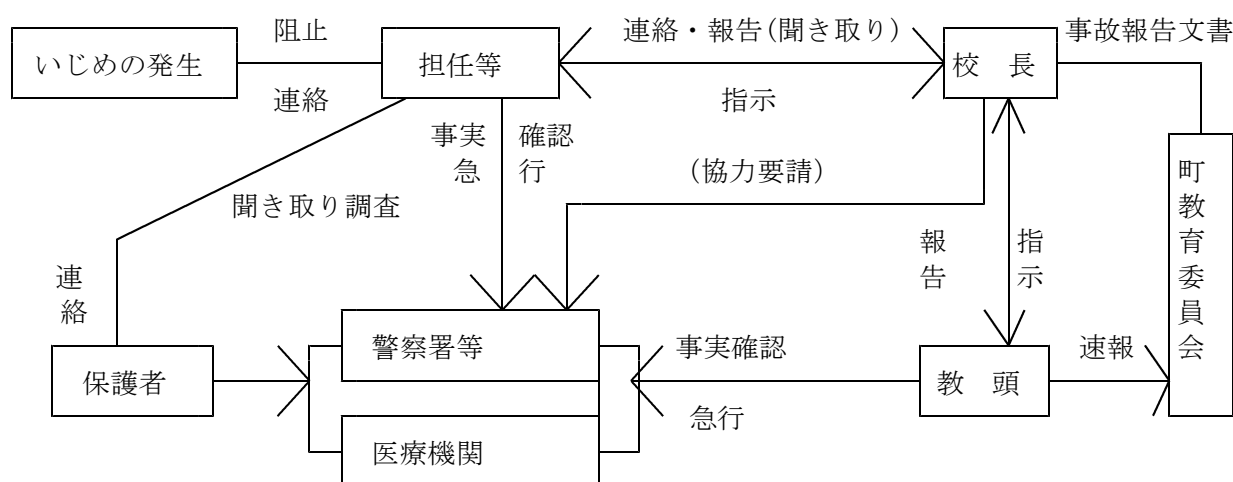 阻止
連絡・報告(聞き取り)
事故報告文書
いじめの発生
担任等
校 長
連絡
指示
事実 確認
急 行
(協力要請)
町教育委員会
聞き取り調査
報告
指示
連絡
警察署等
事実確認
速報
保護者
教 頭
急行
医療機関